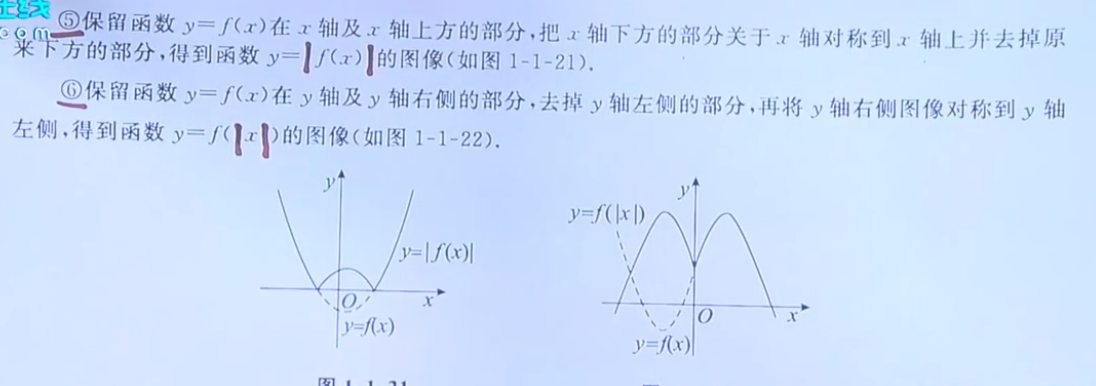 ⑤保留函数 y=f(x)在 x 轴及 x 轴上方的部分,把 x 轴下方的部分关于 x 轴对称到 x 轴上并去掉原
来下方的部分,得到函数 y=|f(x)|的图像(如图 1-1-21).
⑥保留函数 y=f(x)在 y 轴及 y 轴右侧的部分,去掉 y 轴左侧的部分,再将 y 轴右侧图像对称到 y 轴
左侧,得到函数 y=f(|x|)的图像(如图 1-1-22).
y
y=|f(x)|
O
x
y=f(x)
y
y=f(|x|)
O
x
y=f(x)